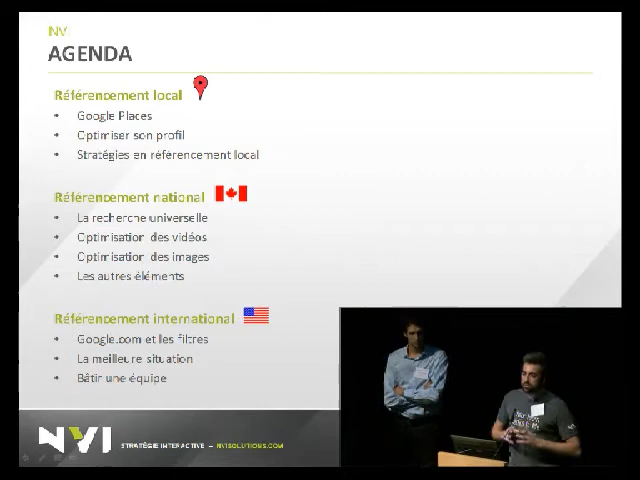 NVI
AGENDA
Référencement local
• Google Places
• Optimiser son profil
• Stratégies en référencement local
Référencement national
• La recherche universelle
• Optimisation des vidéos
• Optimisation des images
• Les autres éléments
Référencement international
• Google.com et les filtres
• La meilleure situation
• Bâtir une équipe
NVI STRATÉGIE INTERACTIVE – NVISOLUTIONS.COM